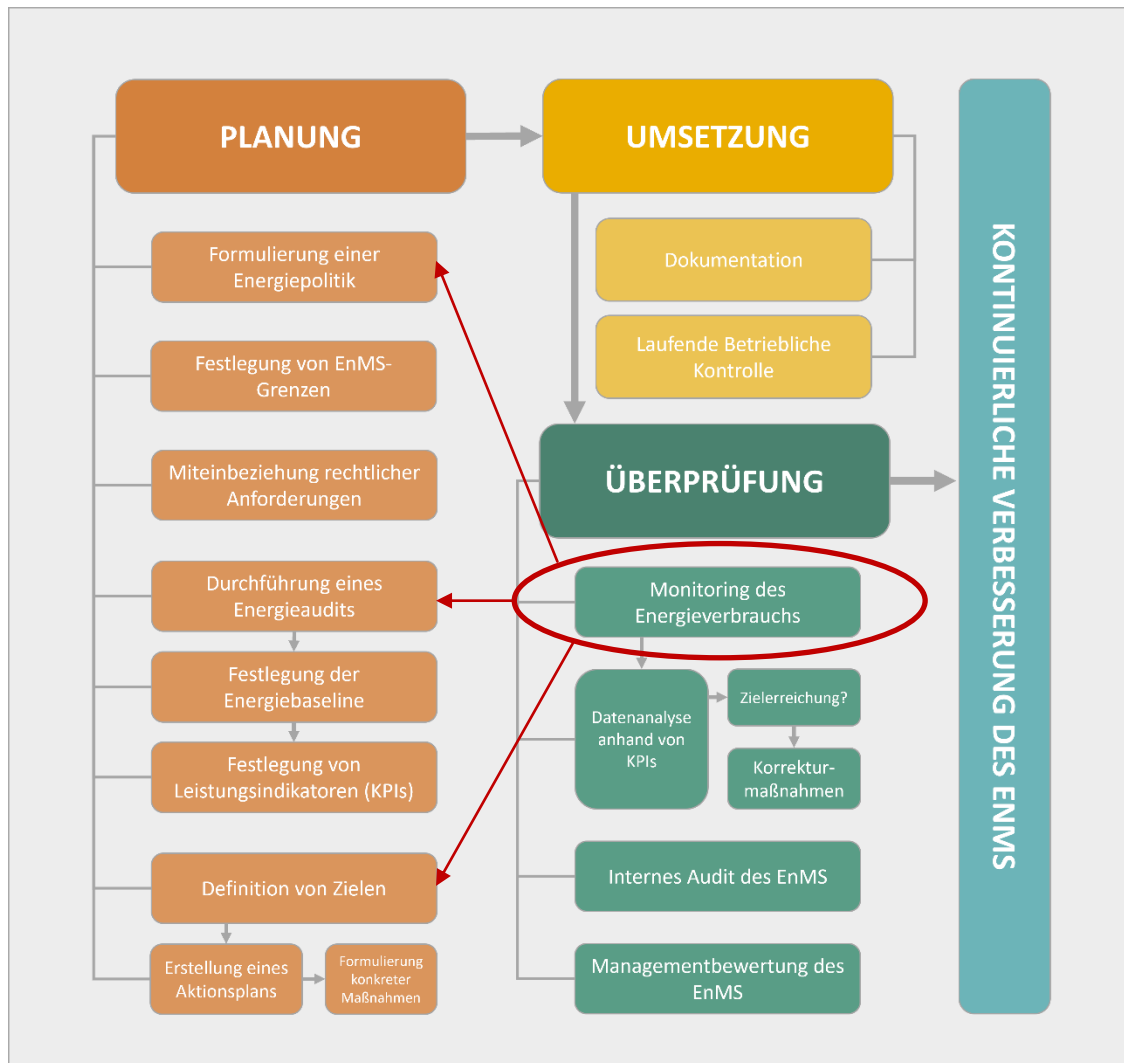 PLANUNG
Formulierung einer
Energiepolitik
Festlegung von EnMS-
Grenzen
Miteinbeziehung rechtlicher
Anforderungen
Durchführung eines
Energieaudits
Festlegung der
Energiebaseline
Festlegung von
Leistungsindikatoren (KPIs)
Definition von Zielen
Erstellung eines
Aktionsplans
Formulierung
konkreter
Maßnahmen
UMSETZUNG
Dokumentation
Laufende Betriebliche
Kontrolle
ÜBERPRÜFUNG
Monitoring des
Energieverbrauchs
Datenanalyse
anhand von
KPIs
Zielerreichung?
Korrektur-
maßnahmen
Internes Audit des EnMS
Managementbewertung des
EnMS
KONTINUIERLICHE VERBESSERUNG DES ENMS